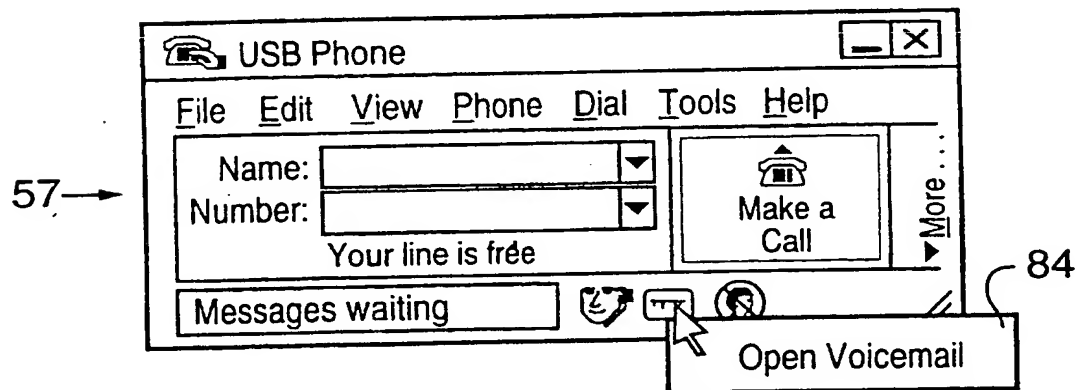 USB Phone
File Edit View Phone Dial Tools Help
Name:
Number:
Your line is free
Make a
Call
More...
57
Messages waiting
84
Open Voicemail